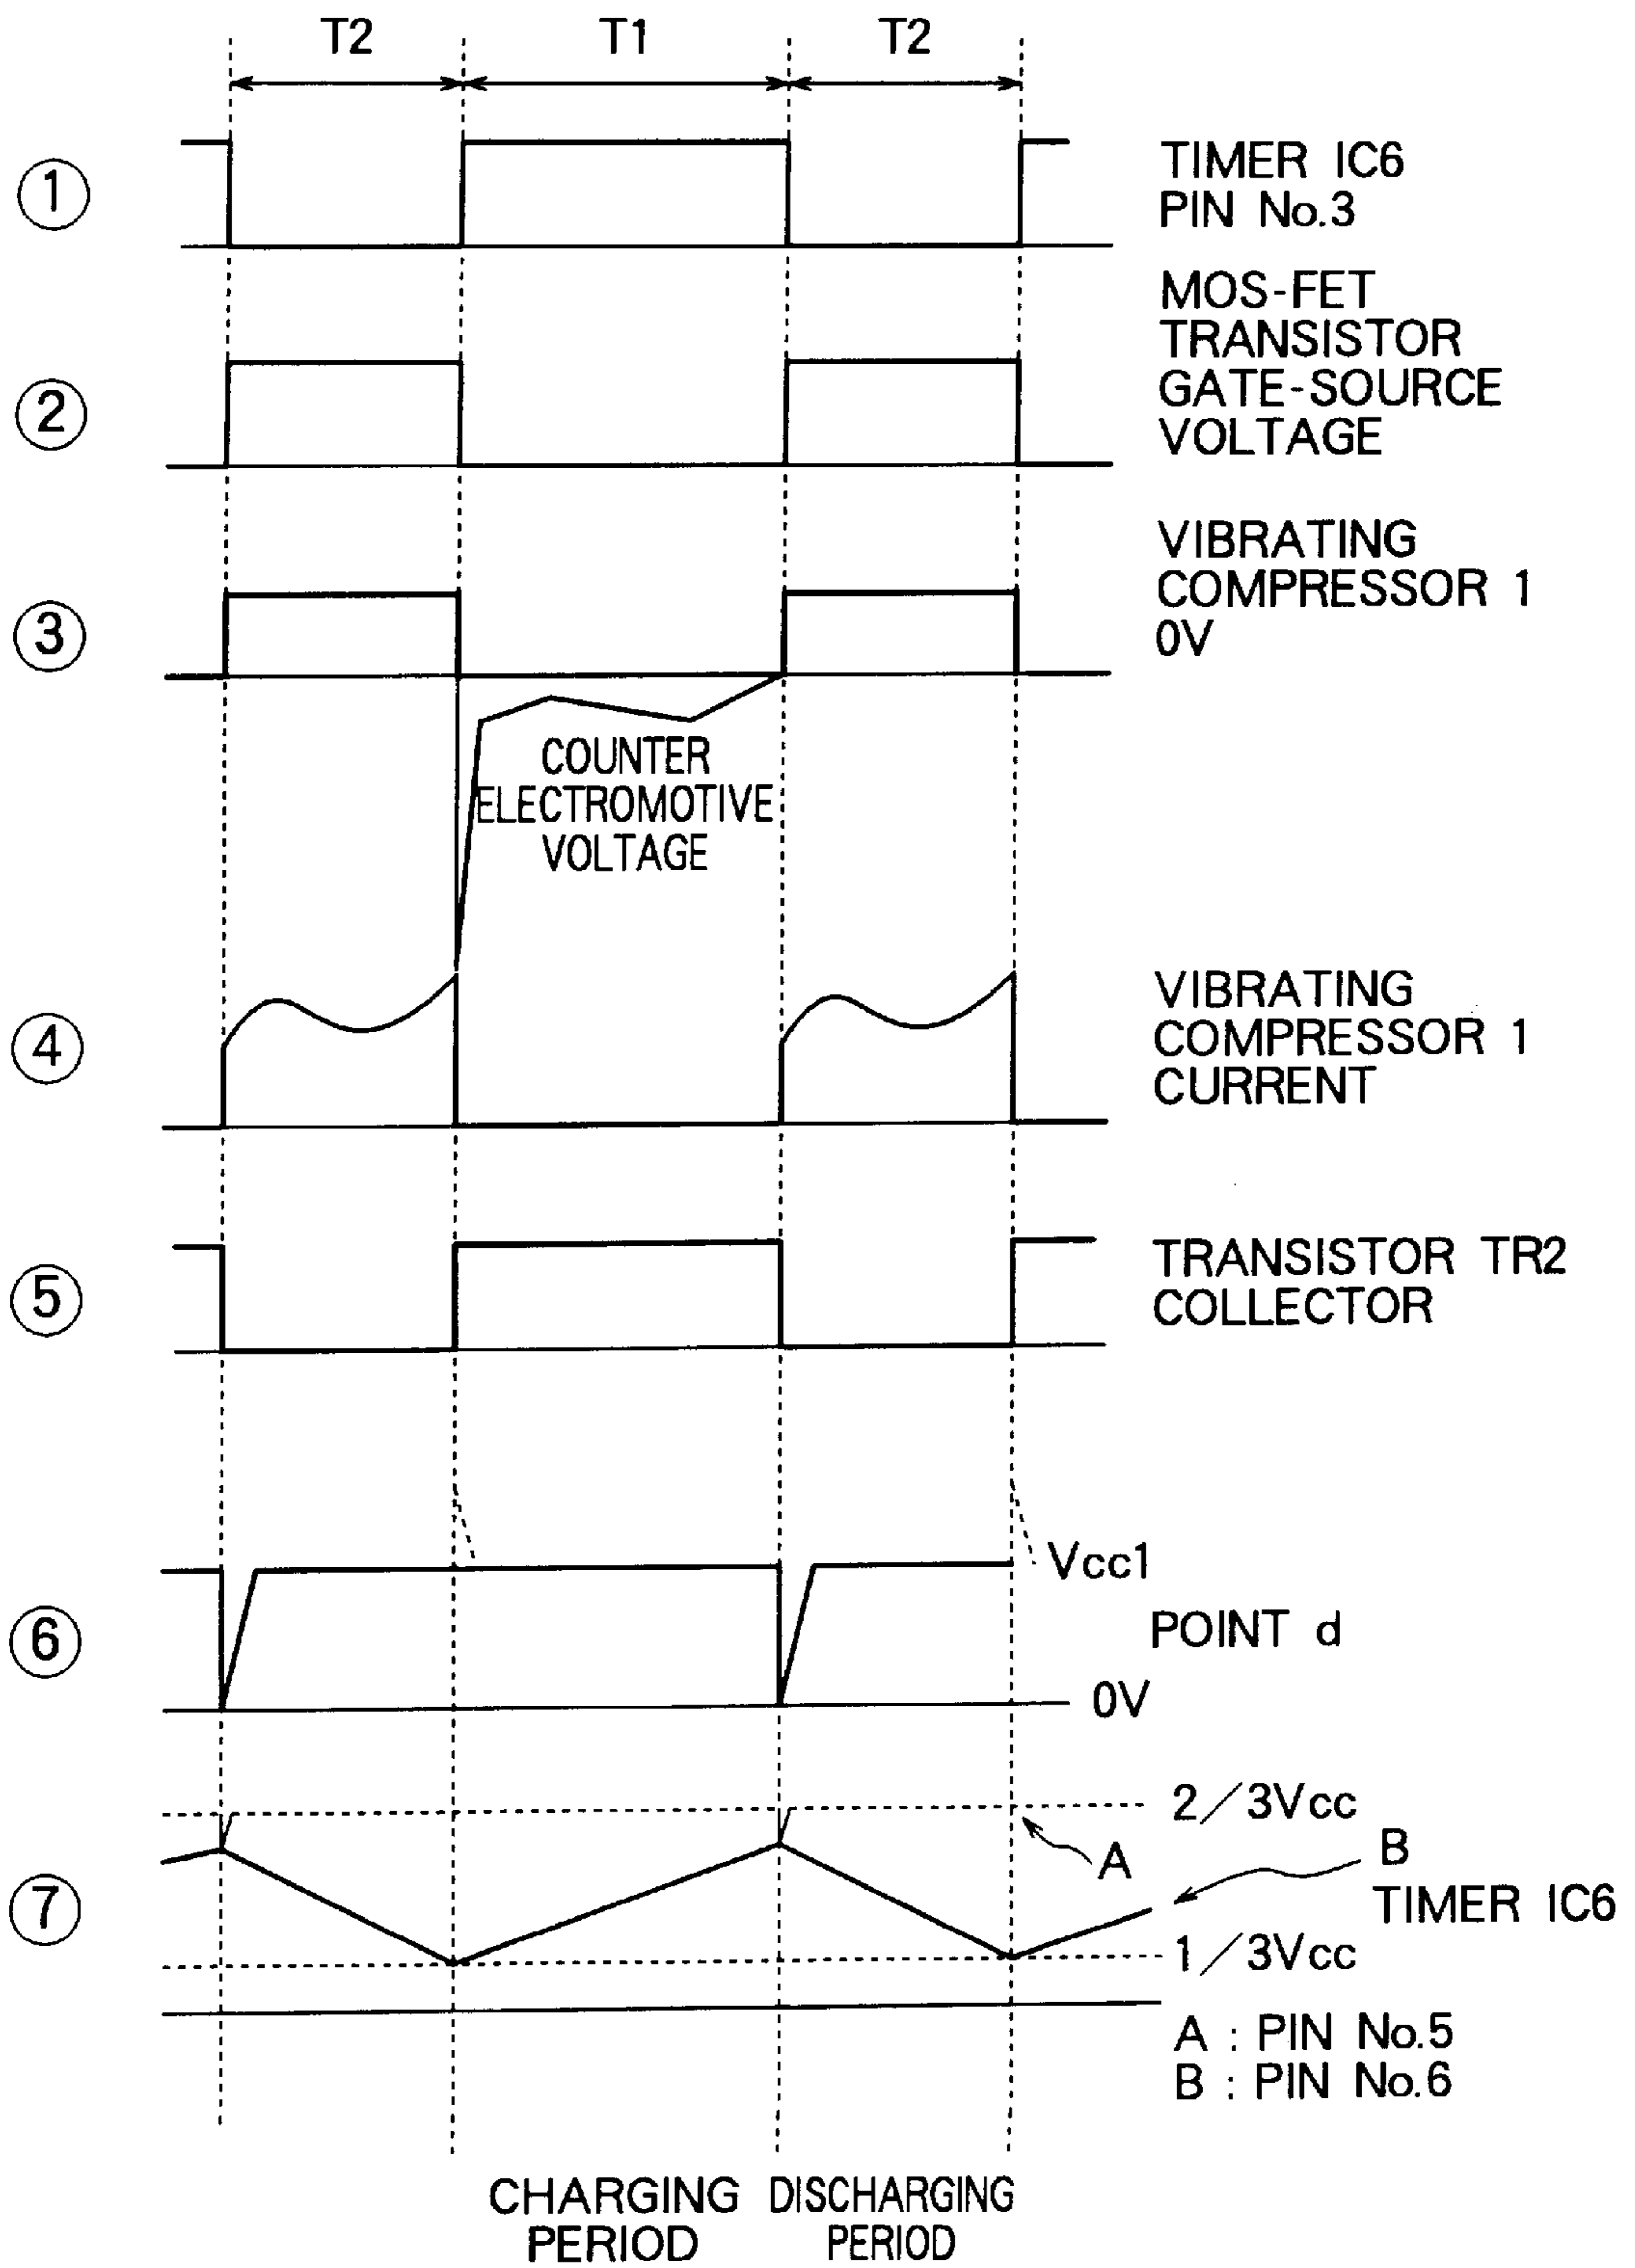 T2 T1 T2
① TIMER IC6
PIN No.3
② MOS-FET
TRANSISTOR
GATE-SOURCE
VOLTAGE
③ VIBRATING
COMPRESSOR 1
0V
COUNTER
ELECTROMOTIVE
VOLTAGE
④ VIBRATING
COMPRESSOR 1
CURRENT
⑤ TRANSISTOR TR2
COLLECTOR
Vcc1
⑥ POINT d
0V
2/3Vcc
A
B
⑦ TIMER IC6
1/3Vcc
A : PIN No.5
B : PIN No.6
CHARGING
PERIOD
DISCHARGING
PERIOD